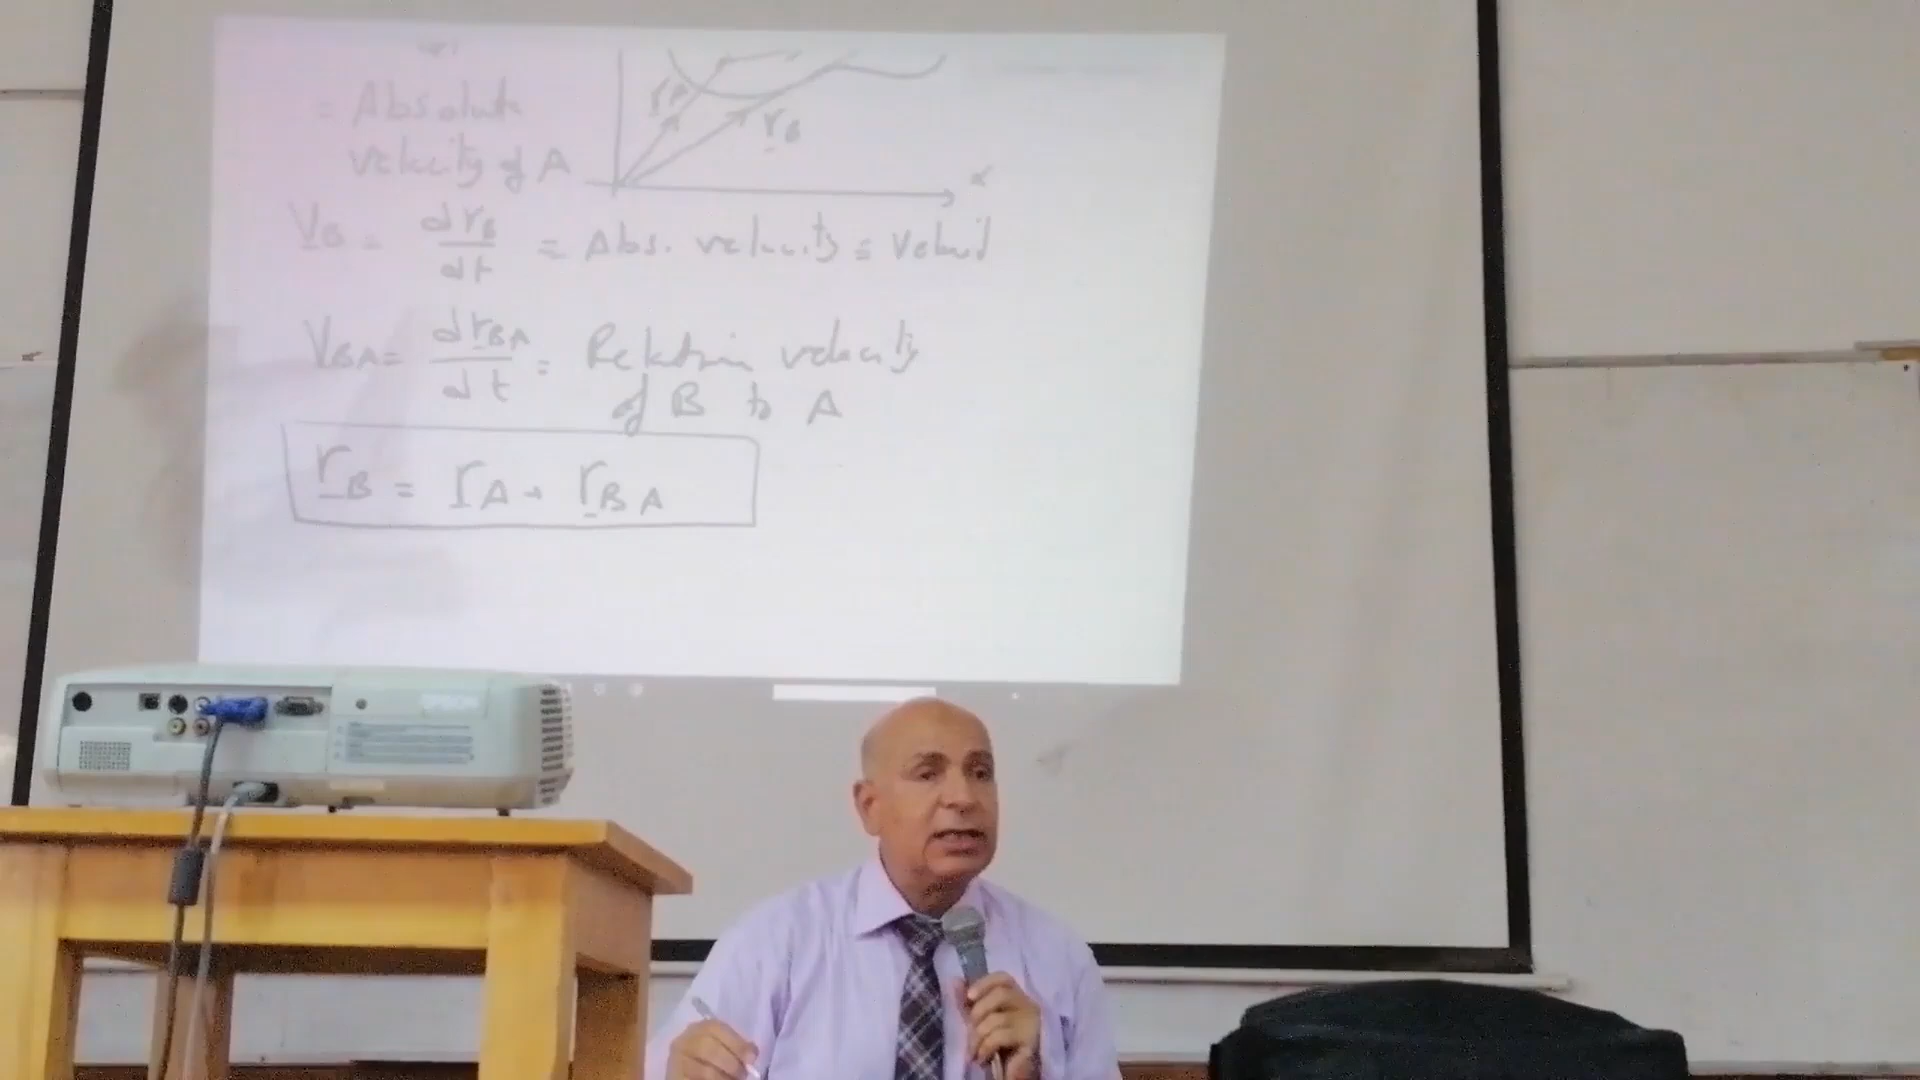 = Absolute
velocity of A
r_A
r_B
x
V_B = dr_B/dt = Abs. velocity =
V_BA = dr_BA/dt = Relative velocity
of B to A
r_B = r_A + r_BA